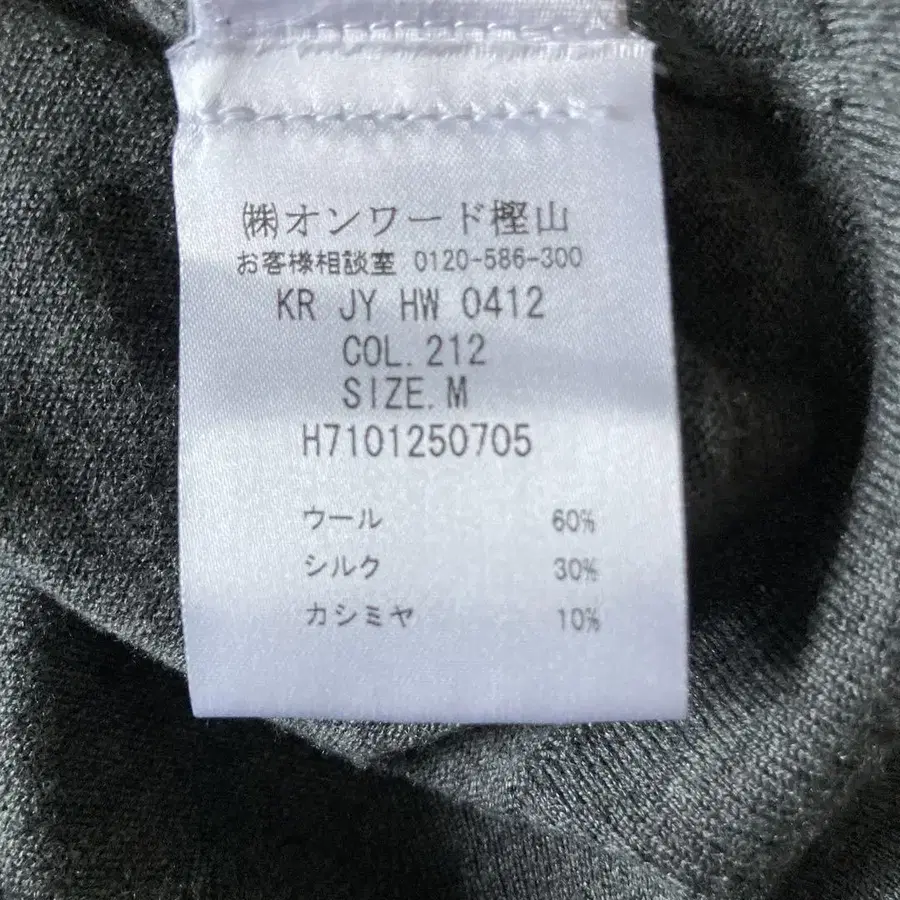 ㈱オンワード樫山
お客様相談室 0120-586-300
KR JY HW 0412
COL.212
SIZE.M
H7101250705
ウール 60%
シルク 30%
カシミヤ 10%